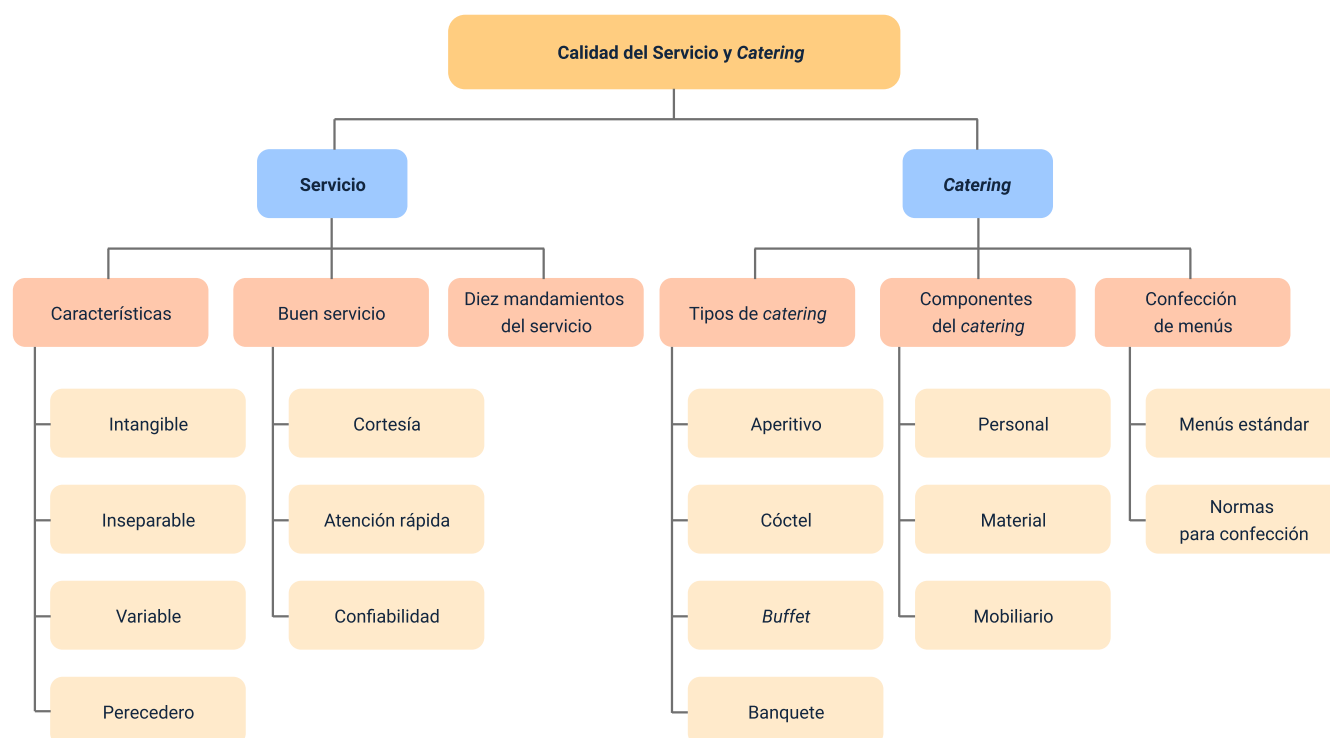 Calidad del Servicio y Catering
Servicio
Catering
Características
Buen servicio
Diez mandamientos
del servicio
Tipos de catering
Componentes
del catering
Confección
de menús
Intangible
Cortesía
Aperitivo
Personal
Menús estándar
Inseparable
Atención rápida
Cóctel
Material
Normas
para confección
Variable
Confiabilidad
Buffet
Mobiliario
Perecedero
Banquete